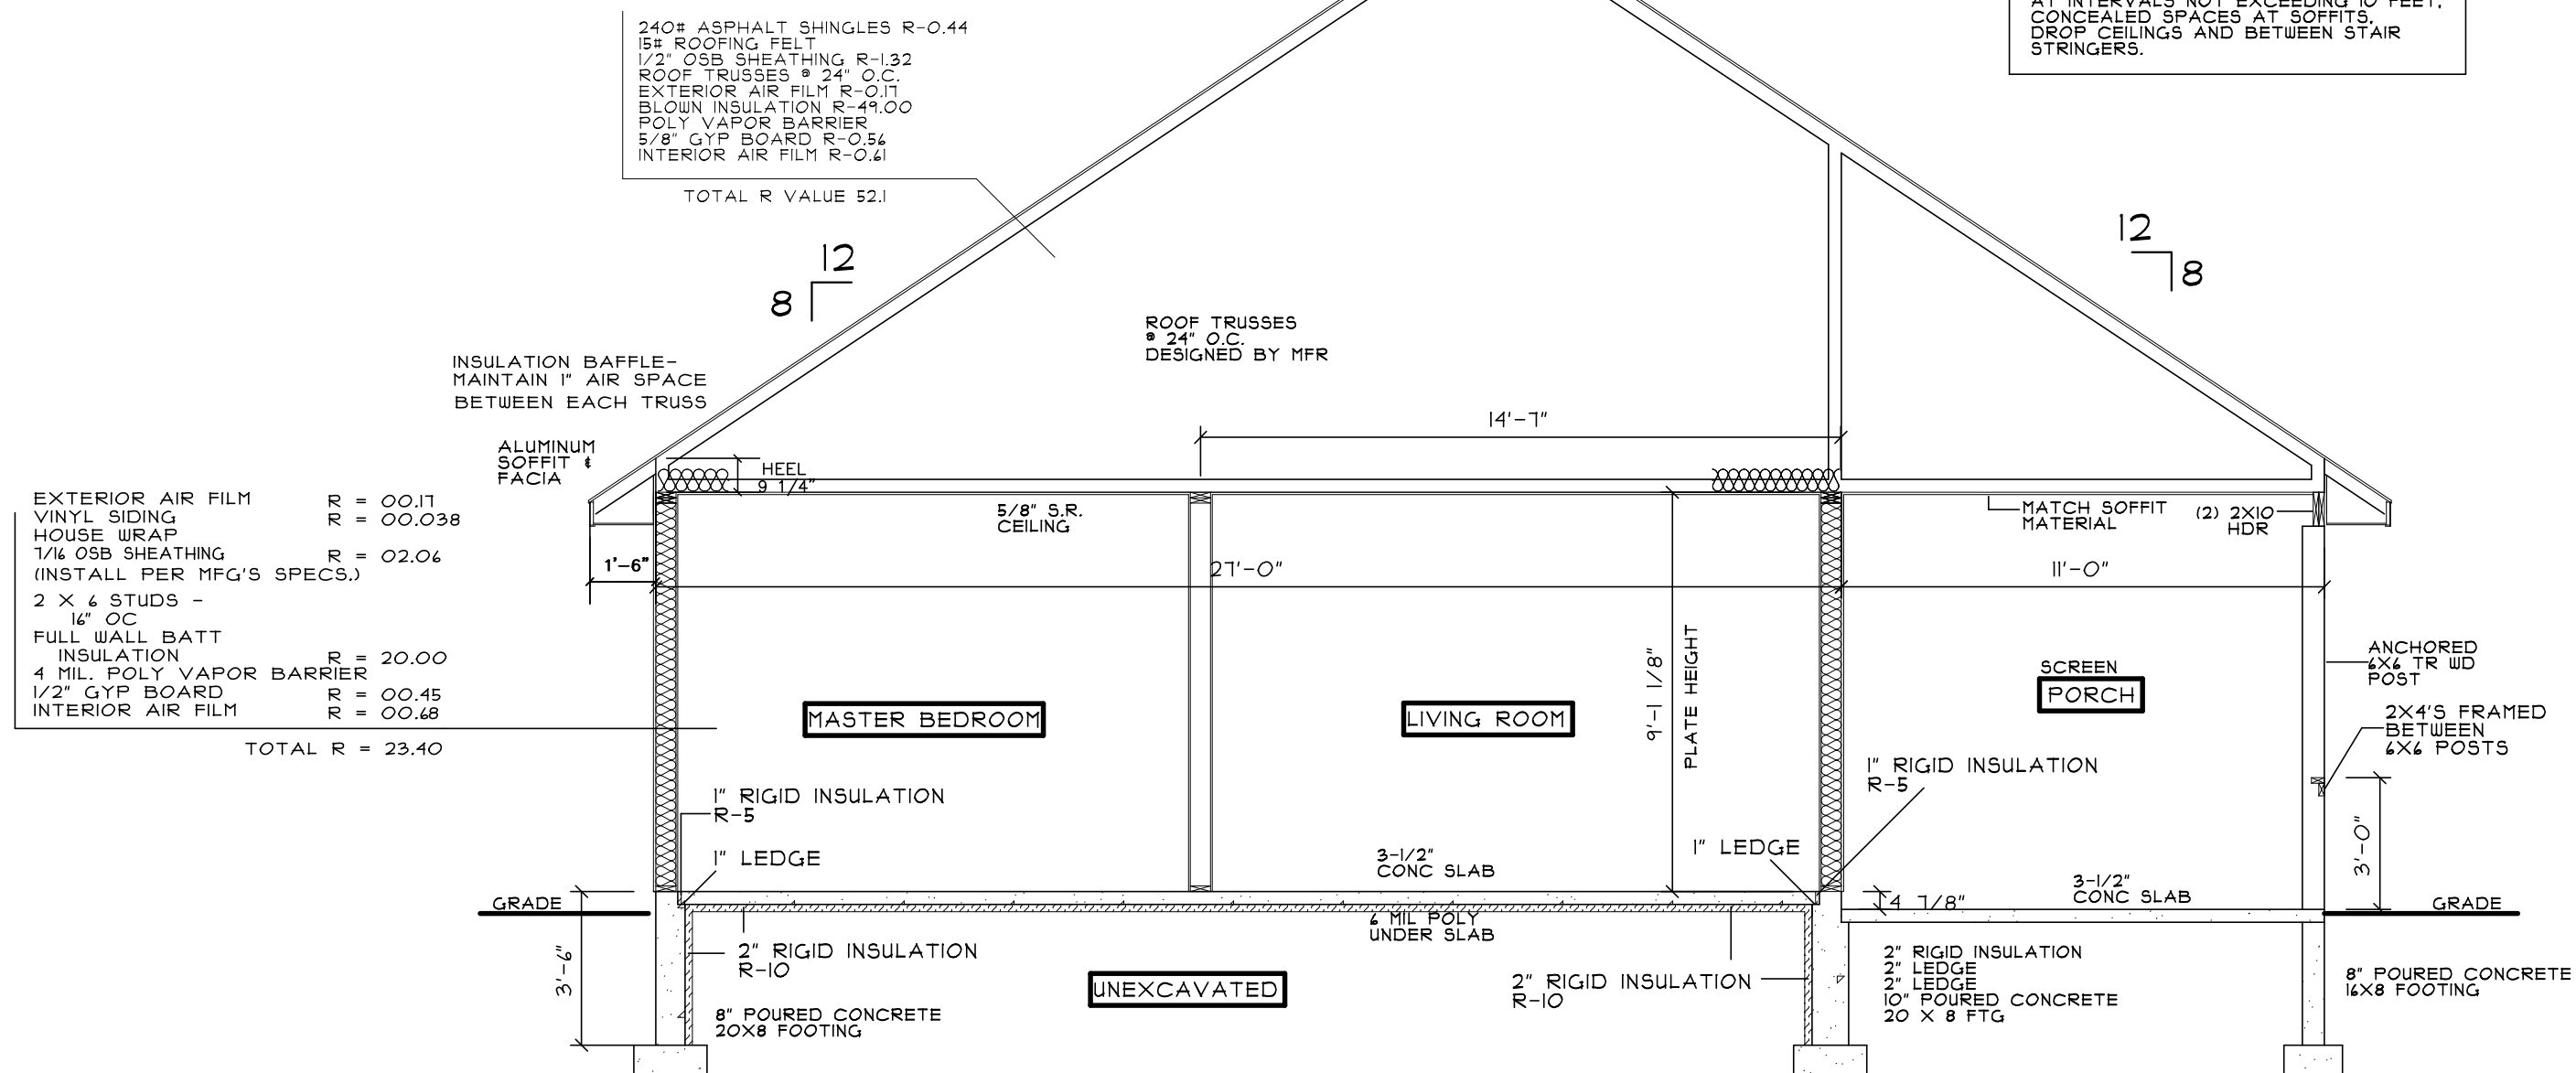 240# ASPHALT SHINGLES R-0.44
15# ROOFING FELT
1/2" OSB SHEATHING R-1.32
ROOF TRUSSES @ 24" O.C.
EXTERIOR AIR FILM R-0.17
BLOWN INSULATION R-49.00
POLY VAPOR BARRIER
5/8" GYP BOARD R-0.56
INTERIOR AIR FILM R-0.61
TOTAL R VALUE 52.1
AT INTERVALS NOT EXCEEDING 10 FEET,
CONCEALED SPACES AT SOFFITS,
DROP CEILINGS AND BETWEEN STAIR
STRINGERS.
12
8
12
8
ROOF TRUSSES
@ 24" O.C.
DESIGNED BY MFR
INSULATION BAFFLE-
MAINTAIN 1" AIR SPACE
BETWEEN EACH TRUSS
14'-7"
ALUMINUM
SOFFIT &
FACIA
HEEL
9 1/4"
EXTERIOR AIR FILM R = 00.17
VINYL SIDING R = 00.038
HOUSE WRAP
7/16 OSB SHEATHING R = 02.06
(INSTALL PER MFG'S SPECS.)
2 X 6 STUDS -
16" OC
FULL WALL BATT
INSULATION R = 20.00
4 MIL. POLY VAPOR BARRIER
1/2" GYP BOARD R = 00.45
INTERIOR AIR FILM R = 00.68
TOTAL R = 23.40
5/8" S.R.
CEILING
MATCH SOFFIT
MATERIAL
(2) 2X10
HDR
1'-6"
27'-0"
11'-0"
9'-1 1/8"
PLATE HEIGHT
MASTER BEDROOM
LIVING ROOM
SCREEN
PORCH
ANCHORED
6X6 TR WD
POST
2X4'S FRAMED
BETWEEN
6X6 POSTS
1" RIGID INSULATION
R-5
1" RIGID INSULATION
R-5
1" LEDGE
3-1/2"
CONC SLAB
1" LEDGE
3'-0"
3-1/2"
CONC SLAB
4 7/8"
GRADE
GRADE
6 MIL POLY
UNDER SLAB
3'-6"
2" RIGID INSULATION
R-10
UNEXCAVATED
2" RIGID INSULATION
R-10
8" POURED CONCRETE
20X8 FOOTING
2" RIGID INSULATION
2" LEDGE
2" LEDGE
10" POURED CONCRETE
20 X 8 FTG
8" POURED CONCRETE
16X8 FOOTING